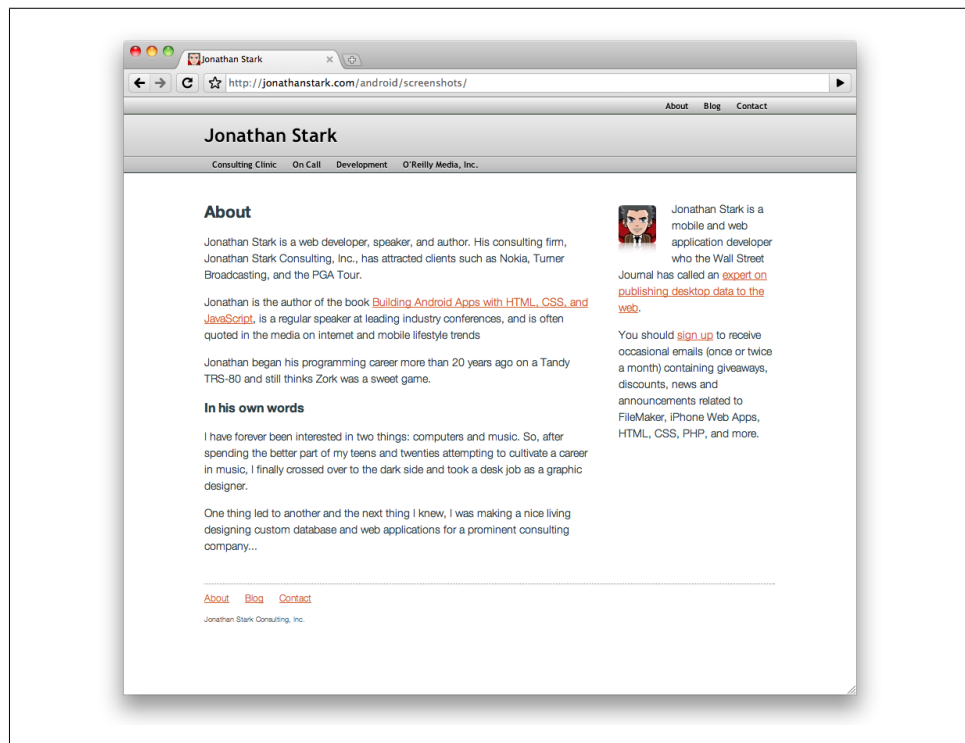 Jonathan Stark
http://jonathanstark.com/android/screenshots/
About Blog Contact
Jonathan Stark
Consulting Clinic On Call Development O'Reilly Media, Inc.
About
Jonathan Stark is a web developer, speaker, and author. His consulting firm,
Jonathan Stark Consulting, Inc., has attracted clients such as Nokia, Turner
Broadcasting, and the PGA Tour.
Jonathan is the author of the book Building Android Apps with HTML, CSS, and
JavaScript, is a regular speaker at leading industry conferences, and is often
quoted in the media on internet and mobile lifestyle trends
Jonathan began his programming career more than 20 years ago on a Tandy
TRS-80 and still thinks Zork was a sweet game.
In his own words
I have forever been interested in two things: computers and music. So, after
spending the better part of my teens and twenties attempting to cultivate a career
in music, I finally crossed over to the dark side and took a desk job as a graphic
designer.
One thing led to another and the next thing I knew, I was making a nice living
designing custom database and web applications for a prominent consulting
company...
Jonathan Stark is a
mobile and web
application developer
who the Wall Street
Journal has called an expert on
publishing desktop data to the
web.
You should sign up to receive
occasional emails (once or twice
a month) containing giveaways,
discounts, news and
announcements related to
FileMaker, iPhone Web Apps,
HTML, CSS, PHP, and more.
About Blog Contact
Jonathan Stark Consulting, Inc.